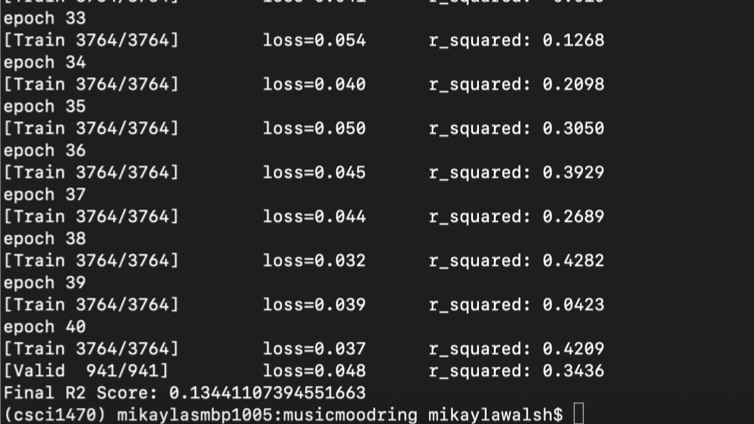 epoch 33
[Train 3764/3764] loss=0.054 r_squared: 0.1268
epoch 34
[Train 3764/3764] loss=0.040 r_squared: 0.2098
epoch 35
[Train 3764/3764] loss=0.050 r_squared: 0.3050
epoch 36
[Train 3764/3764] loss=0.045 r_squared: 0.3929
epoch 37
[Train 3764/3764] loss=0.044 r_squared: 0.2689
epoch 38
[Train 3764/3764] loss=0.032 r_squared: 0.4282
epoch 39
[Train 3764/3764] loss=0.039 r_squared: 0.0423
epoch 40
[Train 3764/3764] loss=0.037 r_squared: 0.4209
[Valid  941/941] loss=0.048 r_squared: 0.3436
Final R2 Score: 0.13441107394551663
(csci1470) mikaylasmbp1005:musicmoodring mikaylawalsh$